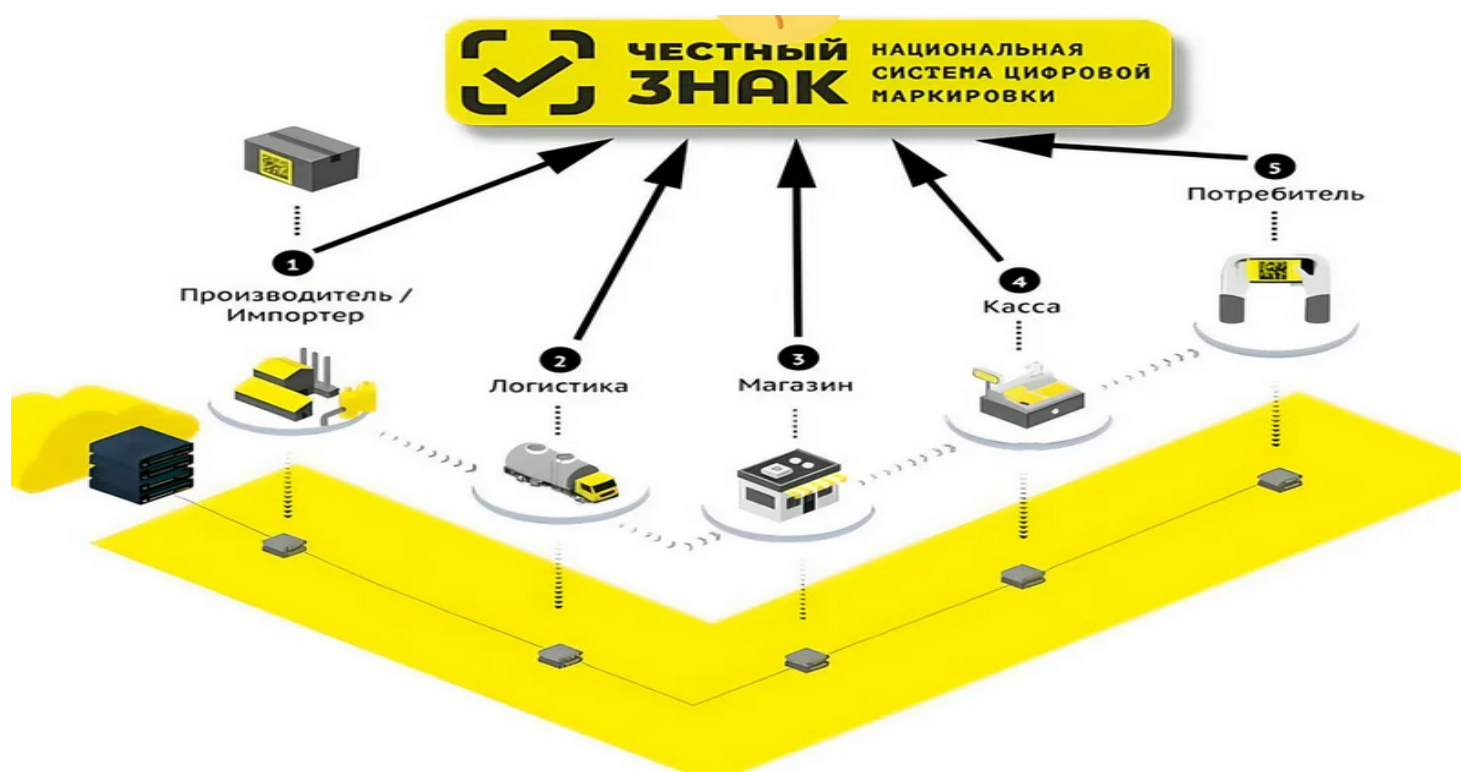 ЧЕСТНЫЙ
ЗНАК
НАЦИОНАЛЬНАЯ
СИСТЕМА ЦИФРОВОЙ
МАРКИРОВКИ
1
Производитель /
Импортер
2
Логистика
3
Магазин
4
Касса
5
Потребитель